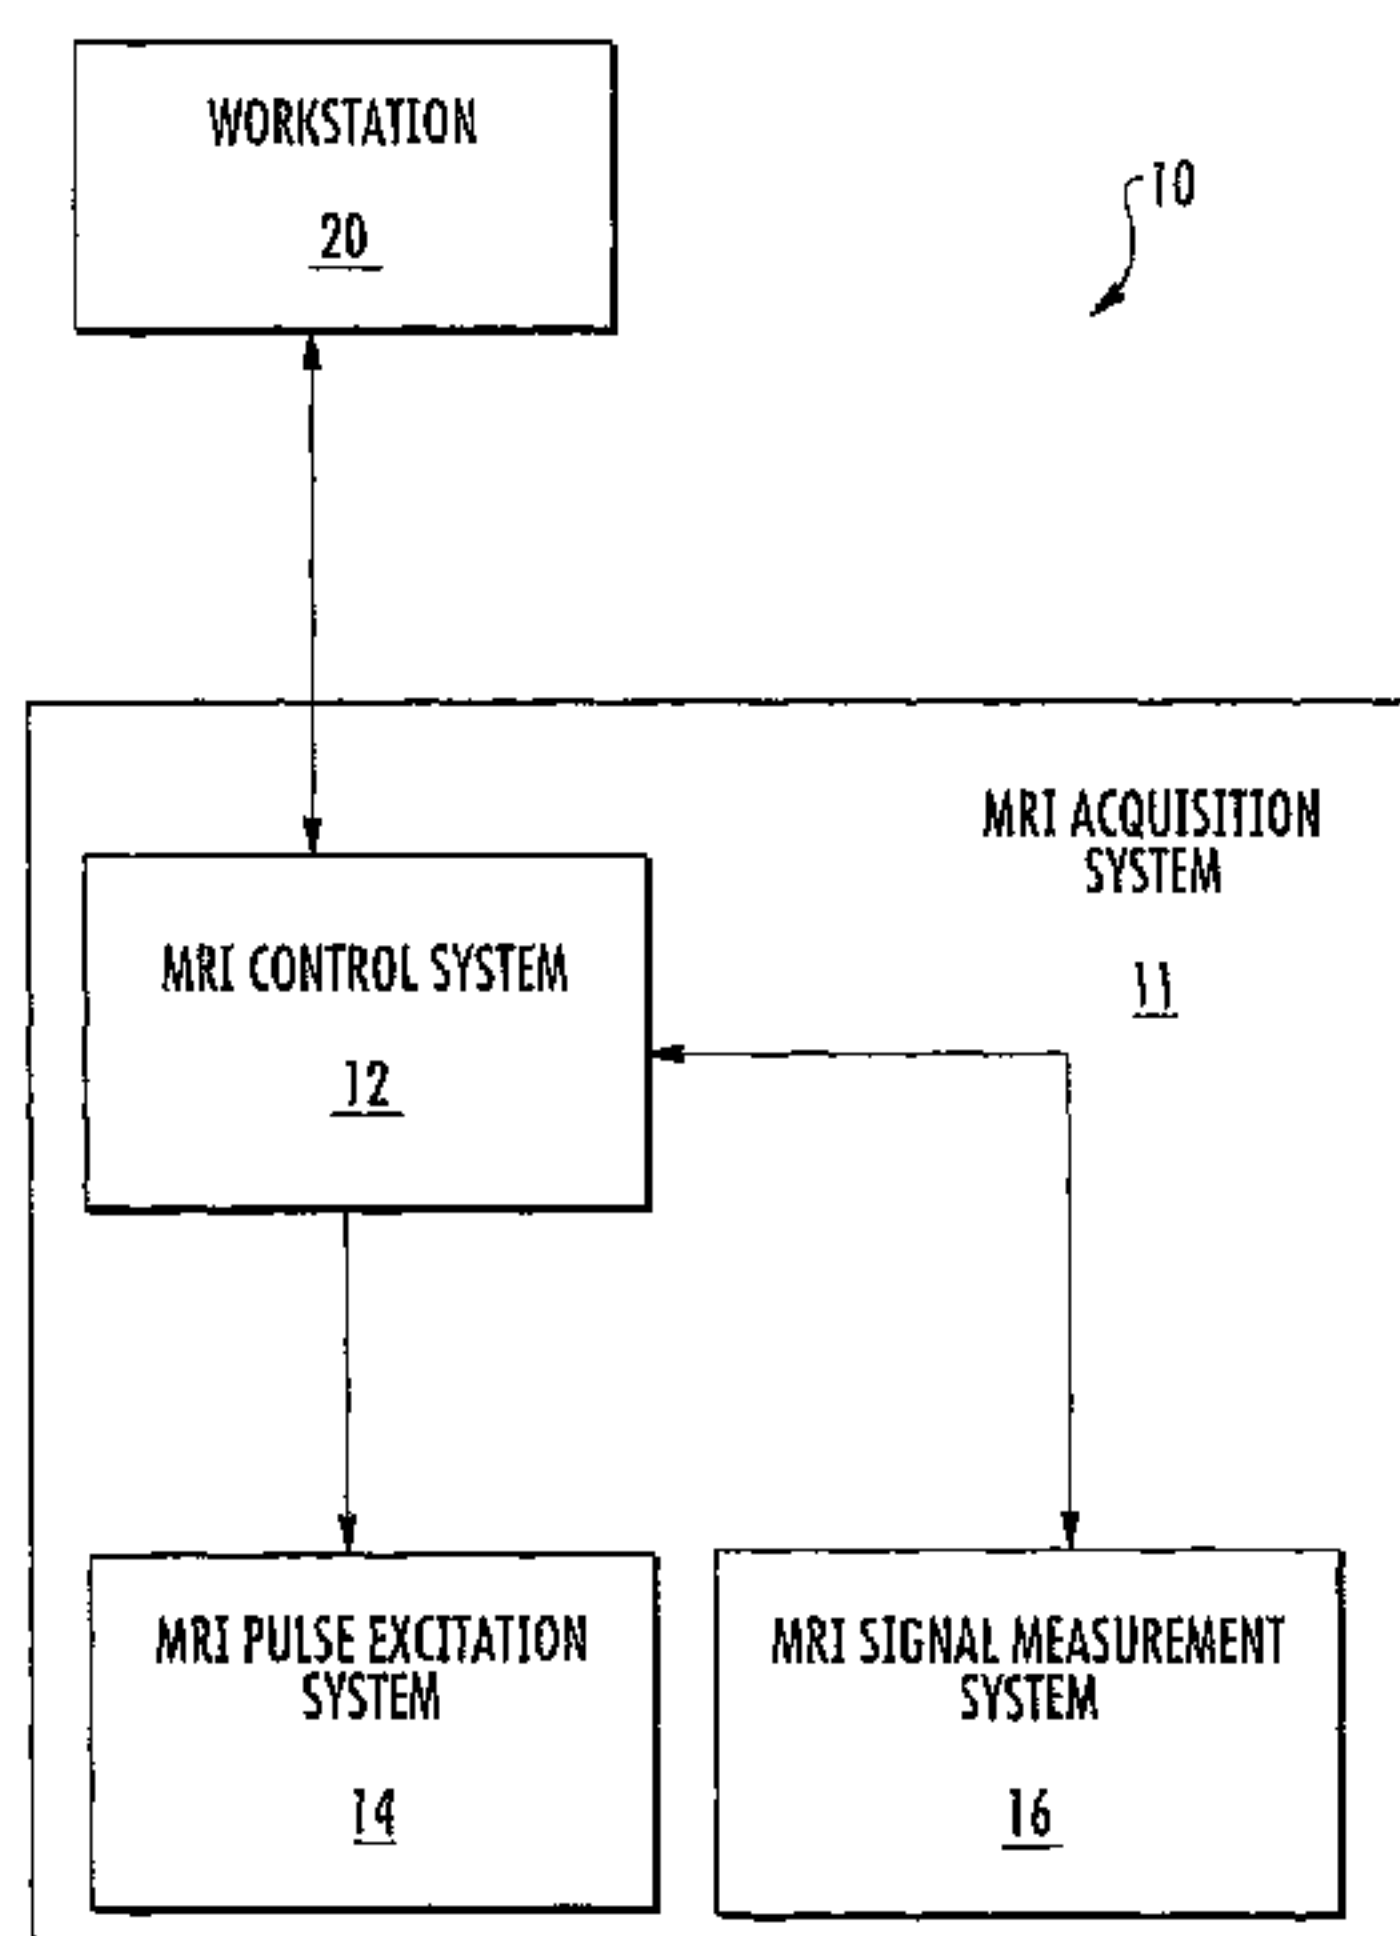 WORKSTATION
20
10
MRI ACQUISITION
SYSTEM
11
MRI CONTROL SYSTEM
12
MRI PULSE EXCITATION
SYSTEM
14
MRI SIGNAL MEASUREMENT
SYSTEM
16